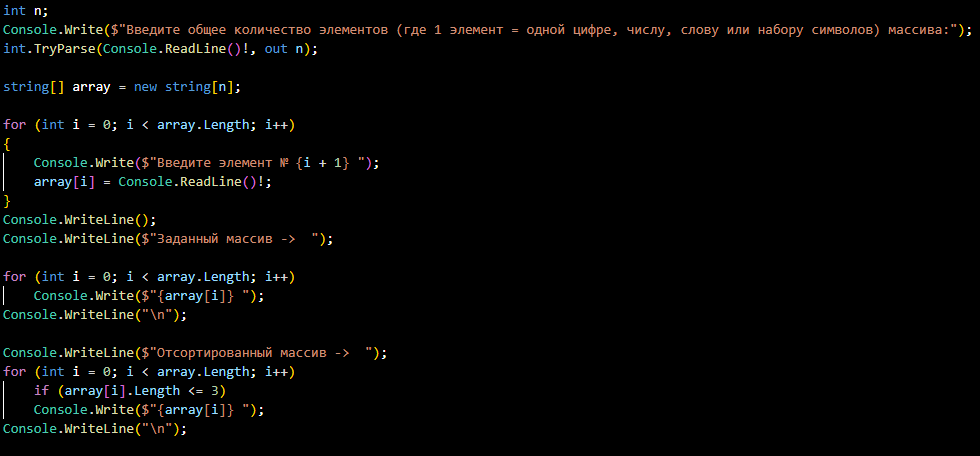 int n;
Console.Write($"Введите общее количество элементов (где 1 элемент = одной цифре, числу, слову или набору символов) массива:");
int.TryParse(Console.ReadLine()!, out n);
string[] array = new string[n];
for (int i = 0; i < array.Length; i++)
{
    Console.Write($"Введите элемент № {i + 1} ");
    array[i] = Console.ReadLine()!;
}
Console.WriteLine();
Console.WriteLine($"Заданный массив ->  ");
for (int i = 0; i < array.Length; i++)
    Console.Write($"{array[i]} ");
Console.WriteLine("\n");
Console.WriteLine($"Отсортированный массив ->  ");
for (int i = 0; i < array.Length; i++)
    if (array[i].Length <= 3)
    Console.Write($"{array[i]} ");
Console.WriteLine("\n");